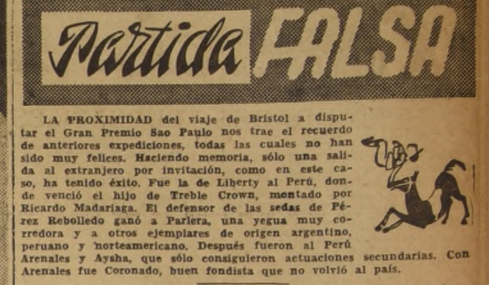 Partida FALSA
LA PROXIMIDAD del viaje de Bristol a dispu-
tar el Gran Premio Sao Paulo nos trae el recuerdo
de anteriores expediciones, todas las cuales no han
sido muy felices. Haciendo memoria, sólo una sali-
da al extranjero por invitación, como en este ca-
so, ha tenido éxito. Fue la de Liberty al Perú, don-
de venció el hijo de Treble Crown, montado por
Ricardo Madariaga. El defensor de las sedas de Pé-
rez Rebolledo ganó a Parlera, una yegua muy co-
rredora y a otros ejemplares de origen argentino,
peruano y norteamericano. Después fueron al Perú
Arenales y Aysha, que sólo consiguieron actuaciones secundarias. Con
Arenales fue Coronado, buen fondista que no volvió al país.